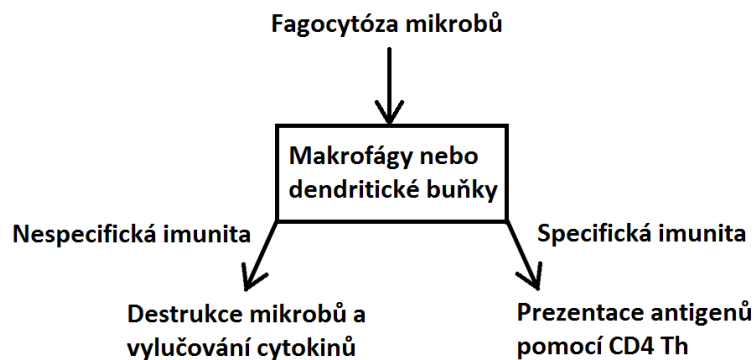 Fagocytóza mikrobů
Makrofágy nebo
dendritické buňky
Nespecifická imunita
Specifická imunita
Destrukce mikrobů a
vylučování cytokinů
Prezentace antigenů
pomocí CD4 Th